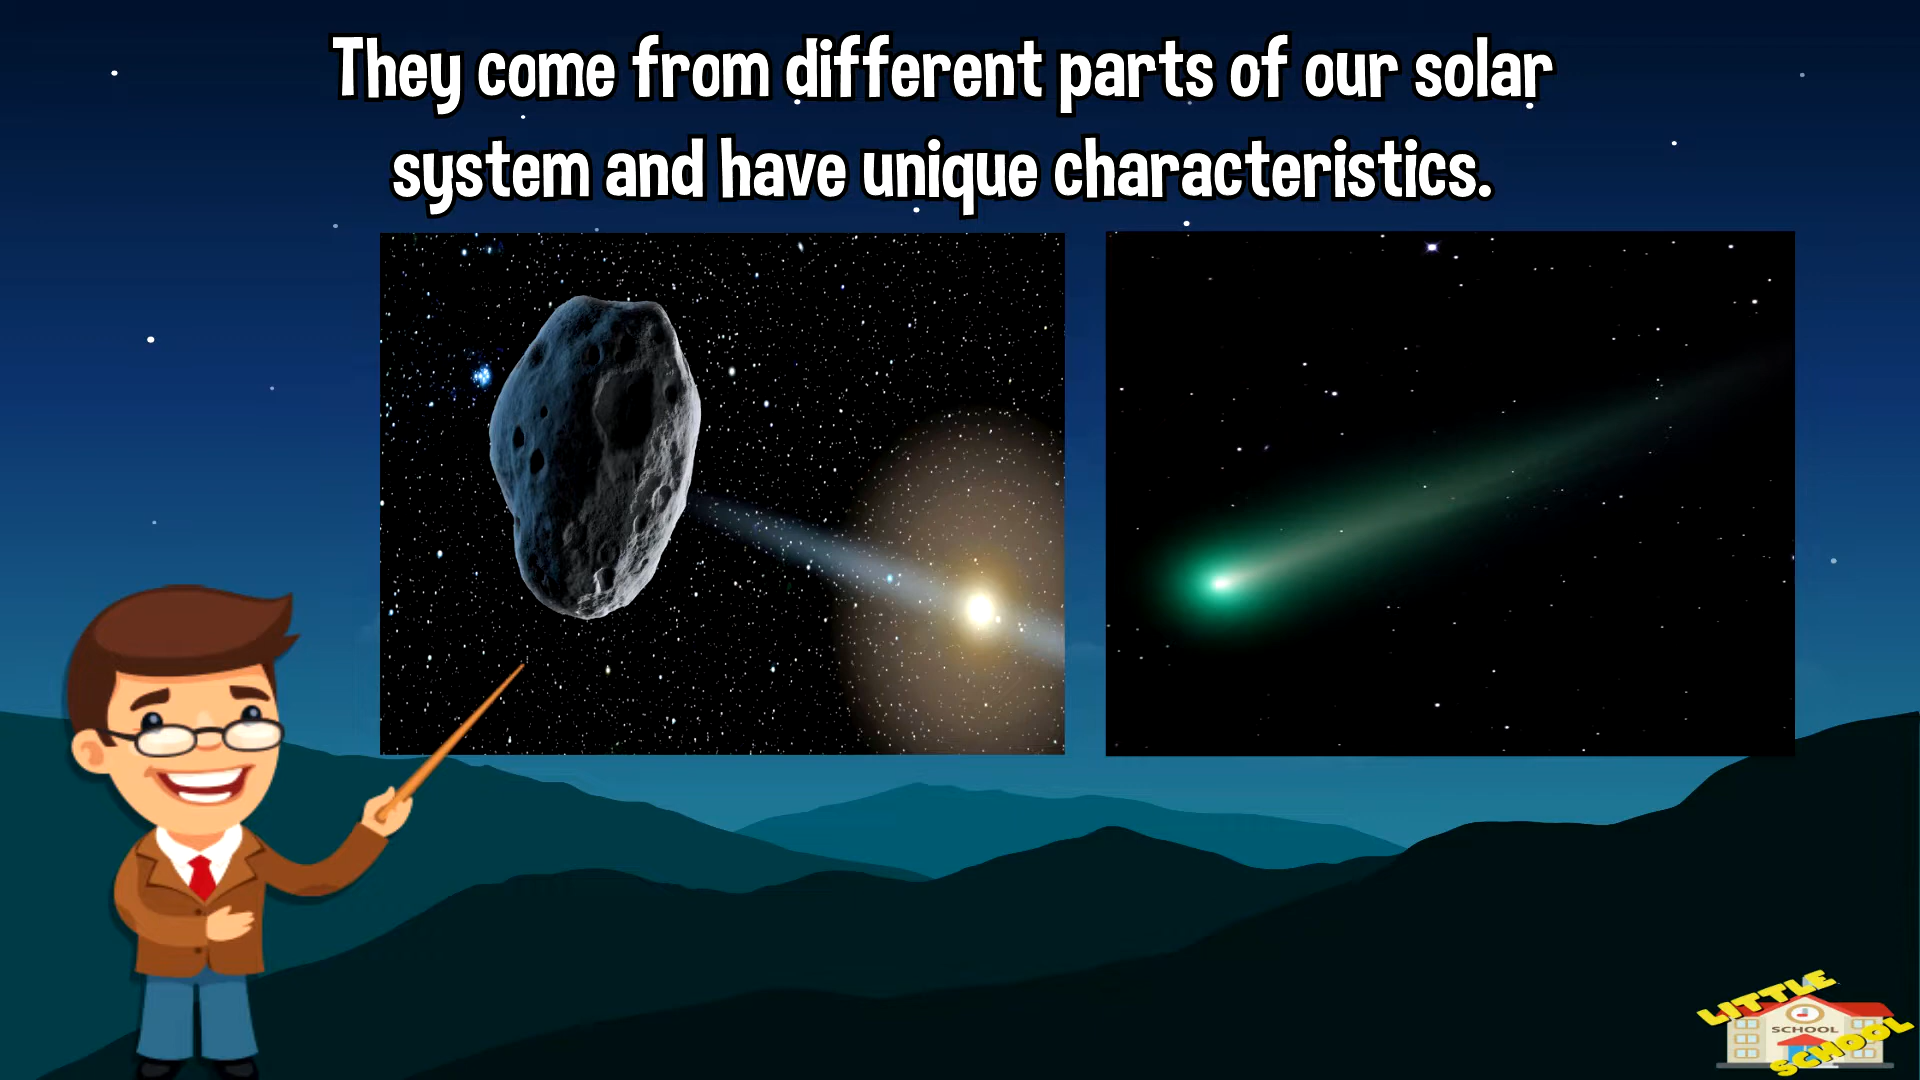 They come from different parts of our solar
system and have unique characteristics.
LITTLE
SCHOOL
SCHOOL